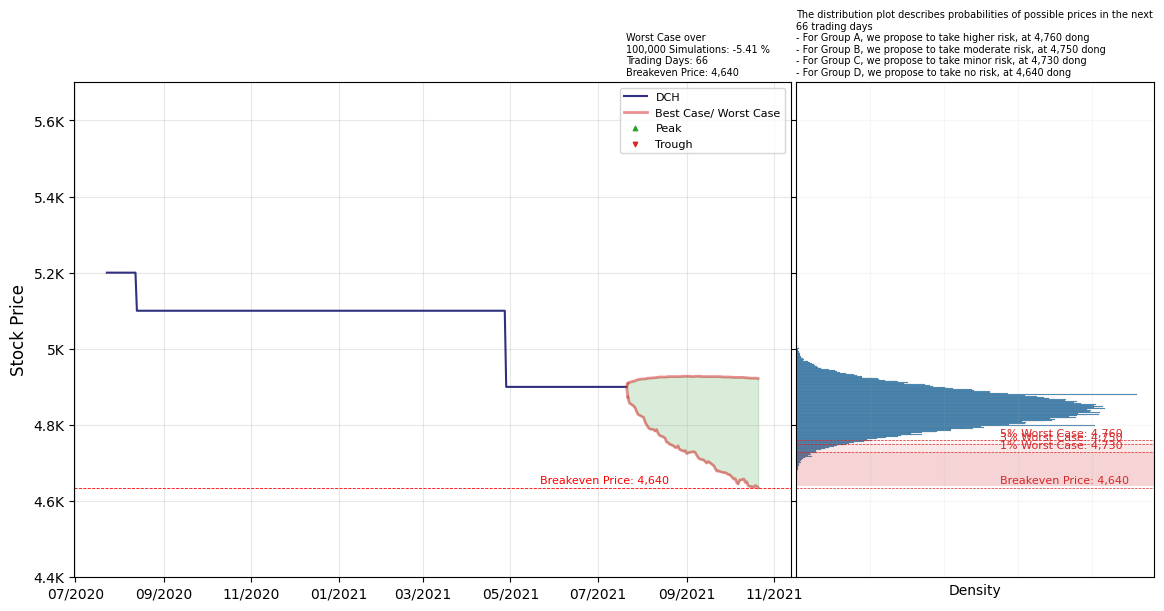 The distribution plot describes probabilities of possible prices in the next
66 trading days
- For Group A, we propose to take higher risk, at 4,760 dong
- For Group B, we propose to take moderate risk, at 4,750 dong
- For Group C, we propose to take minor risk, at 4,730 dong
- For Group D, we propose to take no risk, at 4,640 dong
Worst Case over
100,000 Simulations: -5.41 %
Trading Days: 66
Breakeven Price: 4,640
DCH
Best Case/ Worst Case
Peak
Trough
Stock Price
5.6K
5.4K
5.2K
5K
4.8K
4.6K
4.4K
Breakeven Price: 4,640
5% Worst Case: 4,760
3% Worst Case: 4,750
1% Worst Case: 4,730
Breakeven Price: 4,640
07/2020
09/2020
11/2020
01/2021
03/2021
05/2021
07/2021
09/2021
11/2021
Density